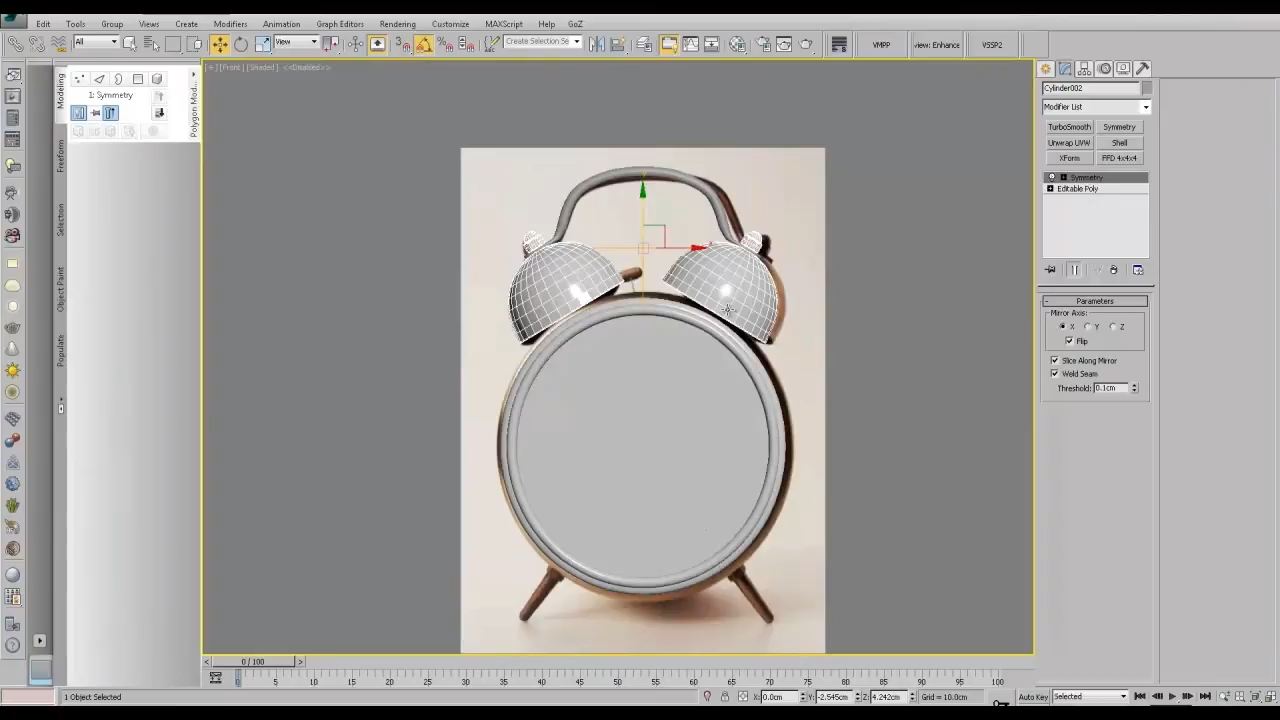 Edit Tools Group Views Create Modifiers Animation Graph Editors Rendering Customize MAXScript Help GoZ
All View Create Selection Se VMPP view: Enhance VSSP2
[+] [Front] [Shaded] <<Disabled>>
Modeling
Freeform
Selection
Object Paint
Populate
1: Symmetry
Polygon Mod...
Cylinder002
Modifier List
TurboSmooth Symmetry
Unwrap UVW Shell
XForm FFD 4x4x4
Symmetry
Editable Poly
- Parameters
Mirror Axis:
X Y Z
Flip
Slice Along Mirror
Weld Seam
Threshold: 0.1cm
< 0 / 100 >
0 5 10 15 20 25 30 35 40 45 50 55 60 65 70 75 80 85 90 95 100
1 Object Selected X: 0.0cm Y: -2.545cm Z: 4.242cm Grid = 10.0cm Auto Key Selected